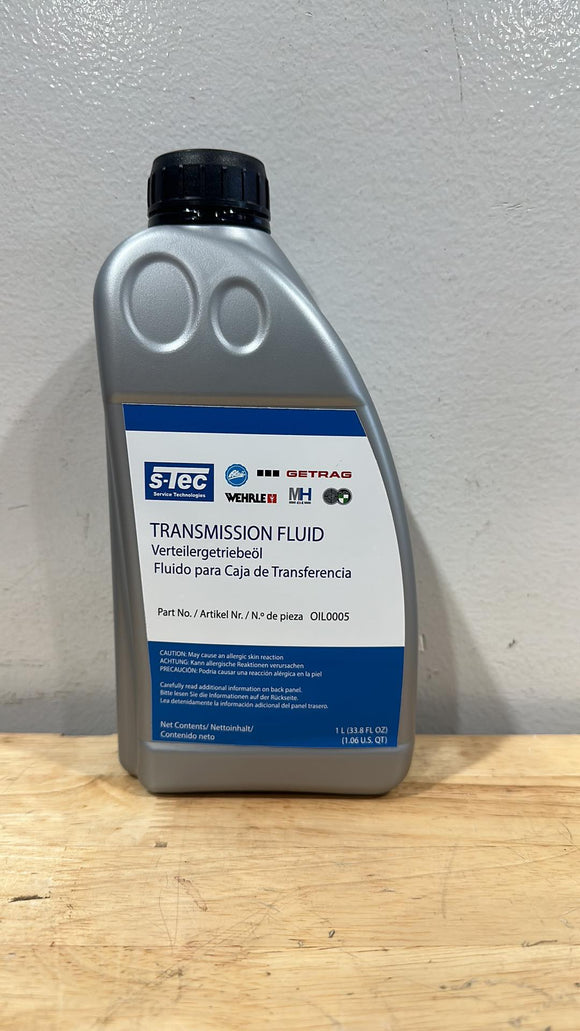 s-Tec
Service Technologies
GETRAG
WEHRLE
MH
TRANSMISSION FLUID
Verteilergetriebeöl
Fluido para Caja de Transferencia
Part No. / Artikel Nr. / N.º de pieza OIL0005
CAUTION: May cause an allergic skin reaction
ACHTUNG: Kann allergische Reaktionen verursachen
PRECAUCIÓN: Podria causar una reacción alérgica en la piel
Carefully read additional information on back panel.
Bitte lesen Sie die Informationen auf der Rückseite.
Lea detenidamente la información adicional del panel trasero.
Net Contents/ Nettoinhalt/ 1 L (33.8 FL OZ)
Contenido neto (1.06 U.S. QT)